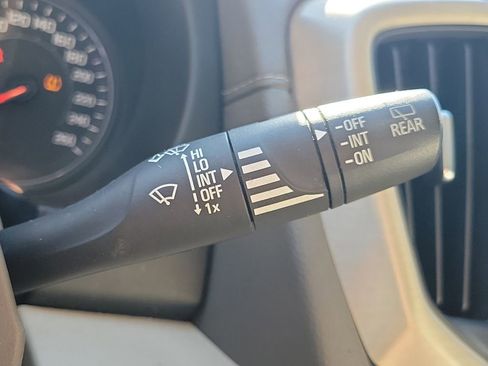 HI
LO
INT
OFF
1x
-OFF
-INT
-ON
REAR